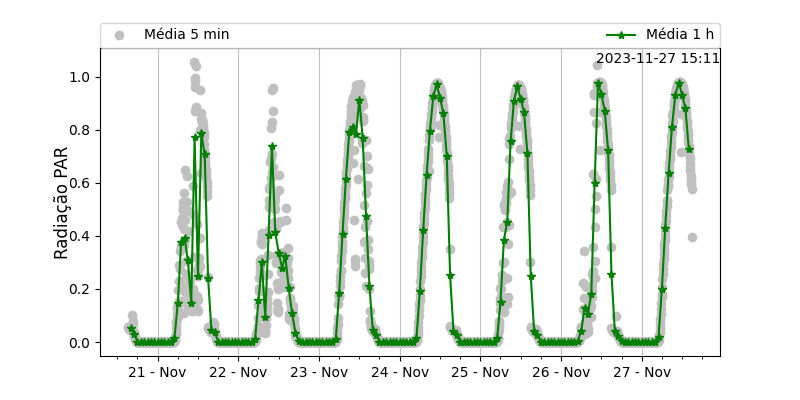 Média 5 min
Média 1 h
2023-11-27 15:11
Radiação PAR
1.0
0.8
0.6
0.4
0.2
0.0
21 - Nov
22 - Nov
23 - Nov
24 - Nov
25 - Nov
26 - Nov
27 - Nov